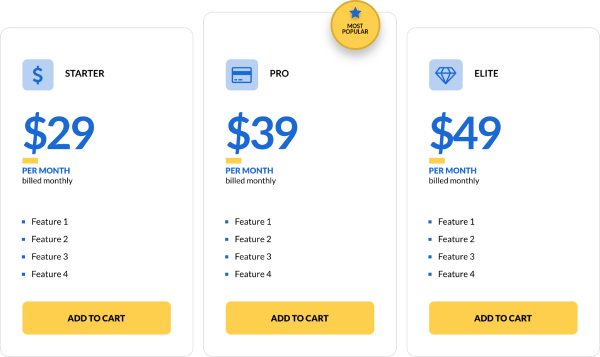 STARTER
$
$29
PER MONTH
billed monthly
Feature 1
Feature 2
Feature 3
Feature 4
ADD TO CART
MOST
POPULAR
PRO
$39
PER MONTH
billed monthly
Feature 1
Feature 2
Feature 3
Feature 4
ADD TO CART
ELITE
$49
PER MONTH
billed monthly
Feature 1
Feature 2
Feature 3
Feature 4
ADD TO CART